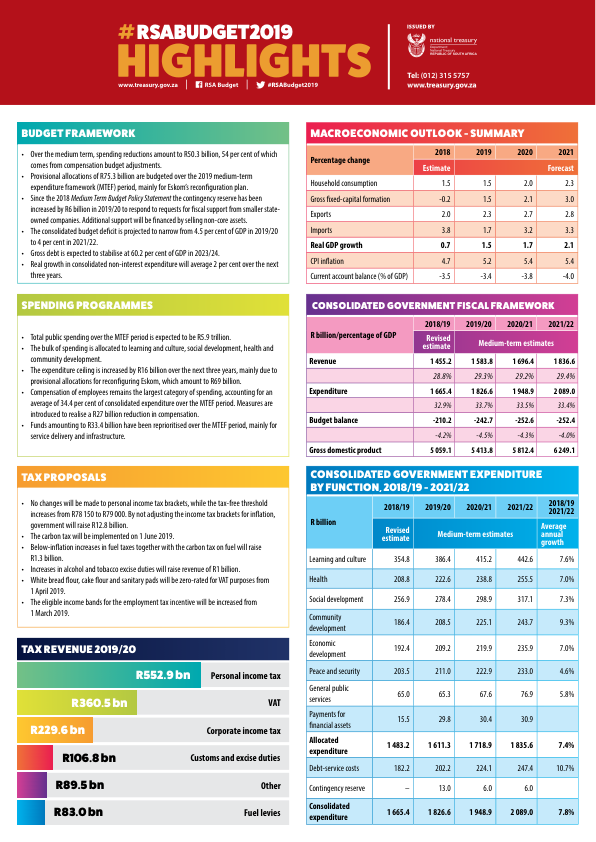 #RSABUDGET2019
HIGHLIGHTS
www.treasury.gov.za | RSA Budget | #RSABudget2019
ISSUED BY
national treasury
Department:
National Treasury
REPUBLIC OF SOUTH AFRICA
Tel: (012) 315 5757
www.treasury.gov.za
BUDGET FRAMEWORK
• Over the medium term, spending reductions amount to R50.3 billion, 54 per cent of which
comes from compensation budget adjustments.
• Provisional allocations of R75.3 billion are budgeted over the 2019 medium-term
expenditure framework (MTEF) period, mainly for Eskom's reconfiguration plan.
• Since the 2018 Medium Term Budget Policy Statement the contingency reserve has been
increased by R6 billion in 2019/20 to respond to requests for fiscal support from smaller state-
owned companies. Additional support will be financed by selling non-core assets.
• The consolidated budget deficit is projected to narrow from 4.5 per cent of GDP in 2019/20
to 4 per cent in 2021/22.
• Gross debt is expected to stabilise at 60.2 per cent of GDP in 2023/24.
• Real growth in consolidated non-interest expenditure will average 2 per cent over the next
three years.
SPENDING PROGRAMMES
• Total public spending over the MTEF period is expected to be R5.9 trillion.
• The bulk of spending is allocated to learning and culture, social development, health and
community development.
• The expenditure ceiling is increased by R16 billion over the next three years, mainly due to
provisional allocations for reconfiguring Eskom, which amount to R69 billion.
• Compensation of employees remains the largest category of spending, accounting for an
average of 34.4 per cent of consolidated expenditure over the MTEF period. Measures are
introduced to realise a R27 billion reduction in compensation.
• Funds amounting to R33.4 billion have been reprioritised over the MTEF period, mainly for
service delivery and infrastructure.
TAX PROPOSALS
• No changes will be made to personal income tax brackets, while the tax-free threshold
increases from R78 150 to R79 000. By not adjusting the income tax brackets for inflation,
government will raise R12.8 billion.
• The carbon tax will be implemented on 1 June 2019.
• Below-inflation increases in fuel taxes together with the carbon tax on fuel will raise
R1.3 billion.
• Increases in alcohol and tobacco excise duties will raise revenue of R1 billion.
• White bread flour, cake flour and sanitary pads will be zero-rated for VAT purposes from
1 April 2019.
• The eligible income bands for the employment tax incentive will be increased from
1 March 2019.
TAX REVENUE 2019/20
R552.9 bn Personal income tax
R360.5 bn VAT
R229.6 bn Corporate income tax
R106.8 bn Customs and excise duties
R89.5 bn Other
R83.0 bn Fuel levies
MACROECONOMIC OUTLOOK – SUMMARY
Percentage change 2018 2019 2020 2021
Estimate Forecast
Household consumption 1.5 1.5 2.0 2.3
Gross fixed-capital formation -0.2 1.5 2.1 3.0
Exports 2.0 2.3 2.7 2.8
Imports 3.8 1.7 3.2 3.3
Real GDP growth 0.7 1.5 1.7 2.1
CPI inflation 4.7 5.2 5.4 5.4
Current account balance (% of GDP) -3.5 -3.4 -3.8 -4.0
CONSOLIDATED GOVERNMENT FISCAL FRAMEWORK
R billion/percentage of GDP 2018/19 2019/20 2020/21 2021/22
Revised
estimate Medium-term estimates
Revenue 1 455.2 1 583.8 1 696.4 1 836.6
28.8% 29.3% 29.2% 29.4%
Expenditure 1 665.4 1 826.6 1 948.9 2 089.0
32.9% 33.7% 33.5% 33.4%
Budget balance -210.2 -242.7 -252.6 -252.4
-4.2% -4.5% -4.3% -4.0%
Gross domestic product 5 059.1 5 413.8 5 812.4 6 249.1
CONSOLIDATED GOVERNMENT EXPENDITURE
BY FUNCTION, 2018/19 – 2021/22
R billion 2018/19 2019/20 2020/21 2021/22 2018/19
2021/22
Revised
estimate Medium-term estimates Average
annual
growth
Learning and culture 354.8 386.4 415.2 442.6 7.6%
Health 208.8 222.6 238.8 255.5 7.0%
Social development 256.9 278.4 298.9 317.1 7.3%
Community
development 186.4 208.5 225.1 243.7 9.3%
Economic
development 192.4 209.2 219.9 235.9 7.0%
Peace and security 203.5 211.0 222.9 233.0 4.6%
General public
services 65.0 65.3 67.6 76.9 5.8%
Payments for
financial assets 15.5 29.8 30.4 30.9
Allocated
expenditure 1 483.2 1 611.3 1 718.9 1 835.6 7.4%
Debt-service costs 182.2 202.2 224.1 247.4 10.7%
Contingency reserve – 13.0 6.0 6.0
Consolidated
expenditure 1 665.4 1 826.6 1 948.9 2 089.0 7.8%